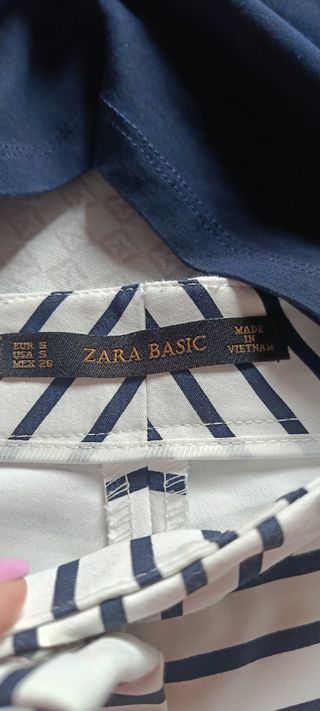 EUR S
USA S
MEX 26
ZARA BASIC
MADE
IN
VIETNAM